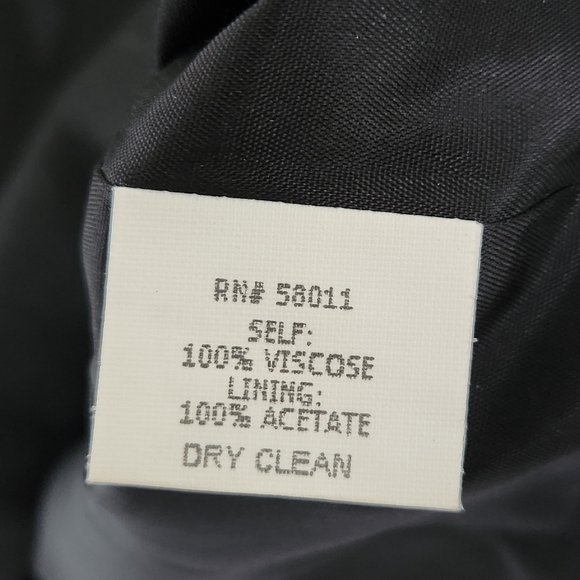 RN# 58011
SELF:
100% VISCOSE
LINING:
100% ACETATE
DRY CLEAN